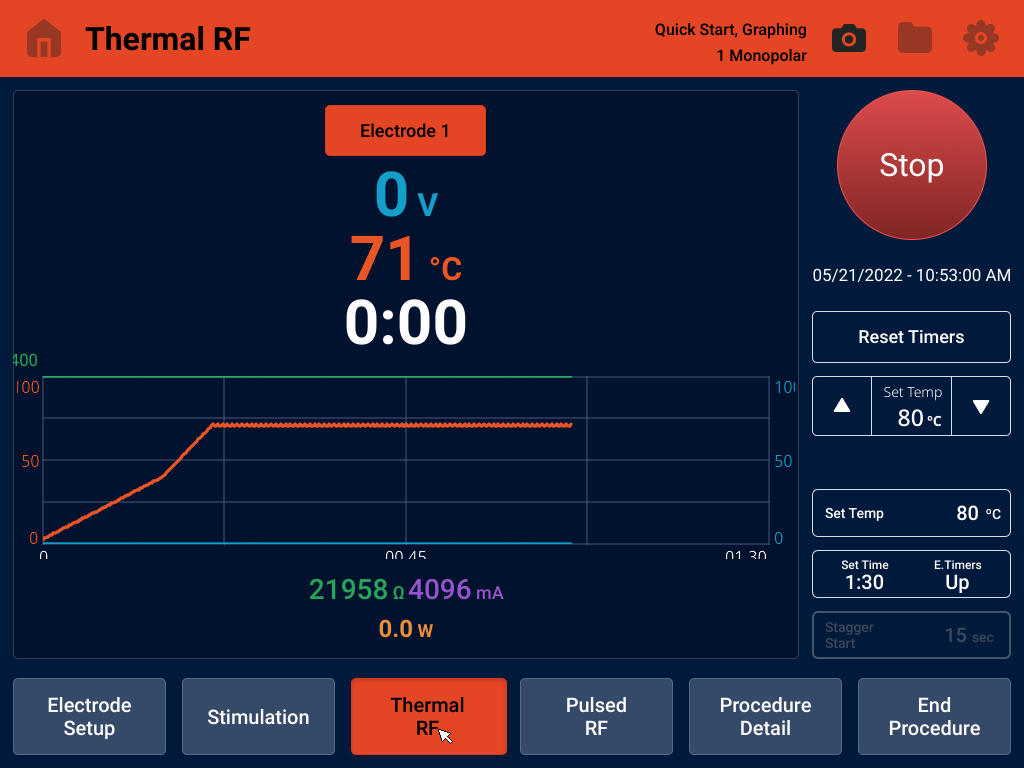 Thermal RF
Quick Start, Graphing
1 Monopolar
Electrode 1
0 V
71 °C
0:00
400
100
50
0
100
50
0
0
00.45
01.30
21958 Ω 4096 mA
0.0 W
Stop
05/21/2022 - 10:53:00 AM
Reset Timers
Set Temp
80 °C
Set Temp 80 °C
Set Time E.Timers
1:30 Up
Stagger
Start
15 sec
Electrode
Setup
Stimulation
Thermal
RF
Pulsed
RF
Procedure
Detail
End
Procedure